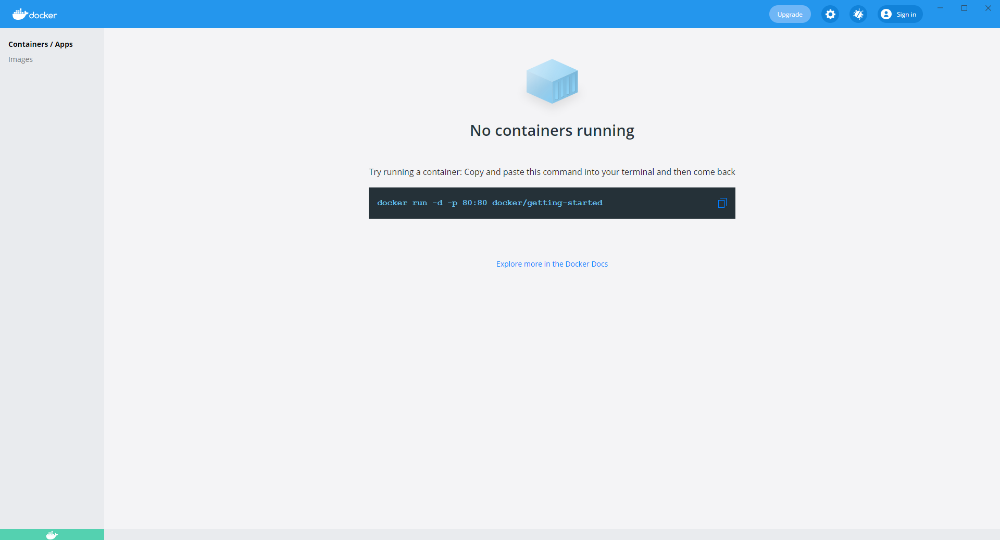 docker
Upgrade
Sign in
Containers / Apps
Images
No containers running
Try running a container: Copy and paste this command into your terminal and then come back
docker run -d -p 80:80 docker/getting-started
Explore more in the Docker Docs